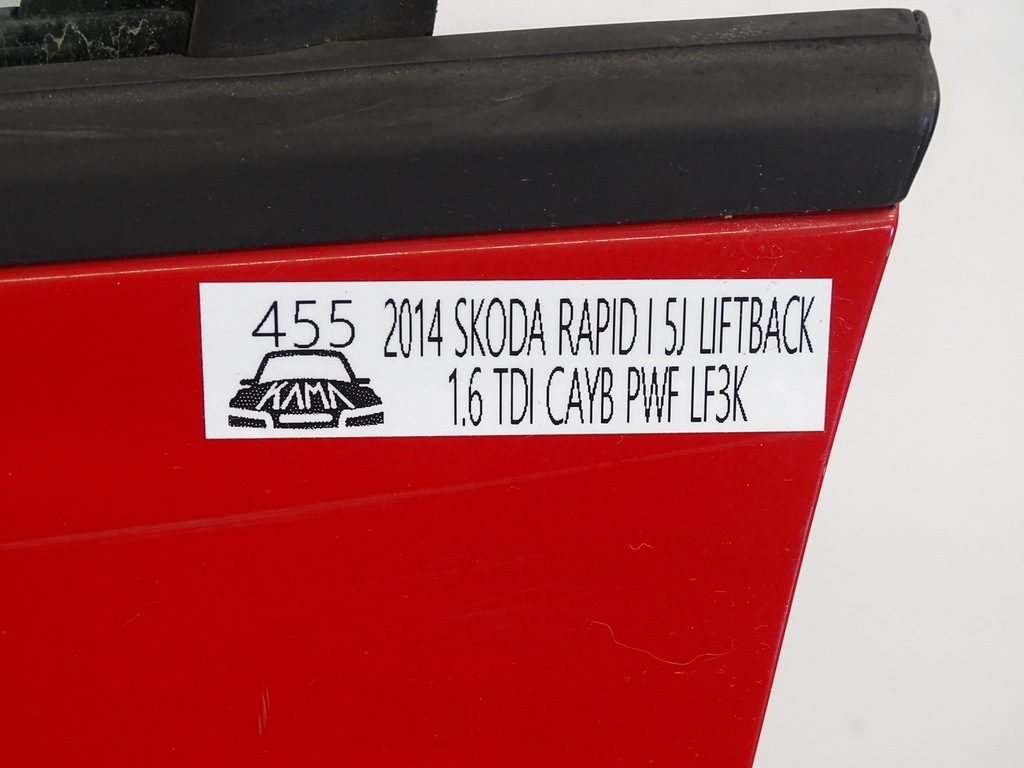 455
KAMA
2014 SKODA RAPID I 5J LIFTBACK
1.6 TDI CAYB PWF LF3K